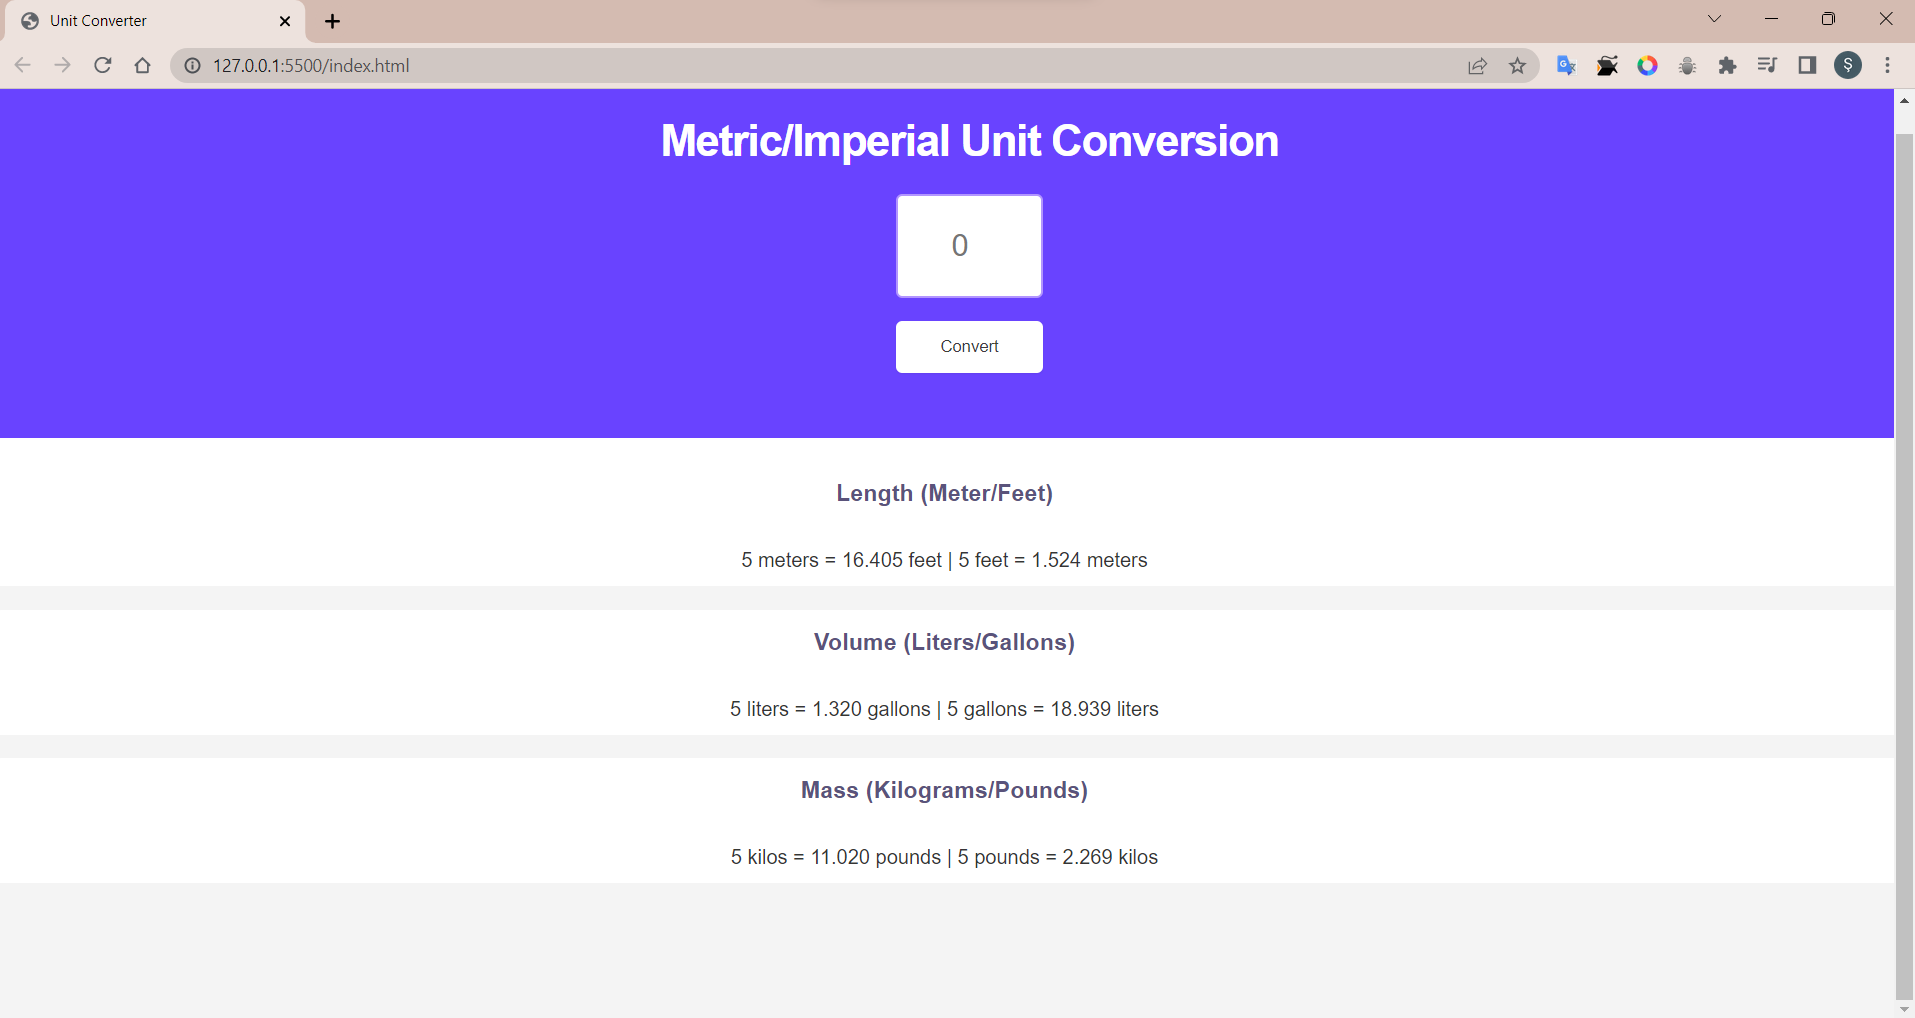 Unit Converter
127.0.0.1:5500/index.html
Ş
Metric/Imperial Unit Conversion
0
Convert
Length (Meter/Feet)
5 meters = 16.405 feet | 5 feet = 1.524 meters
Volume (Liters/Gallons)
5 liters = 1.320 gallons | 5 gallons = 18.939 liters
Mass (Kilograms/Pounds)
5 kilos = 11.020 pounds | 5 pounds = 2.269 kilos